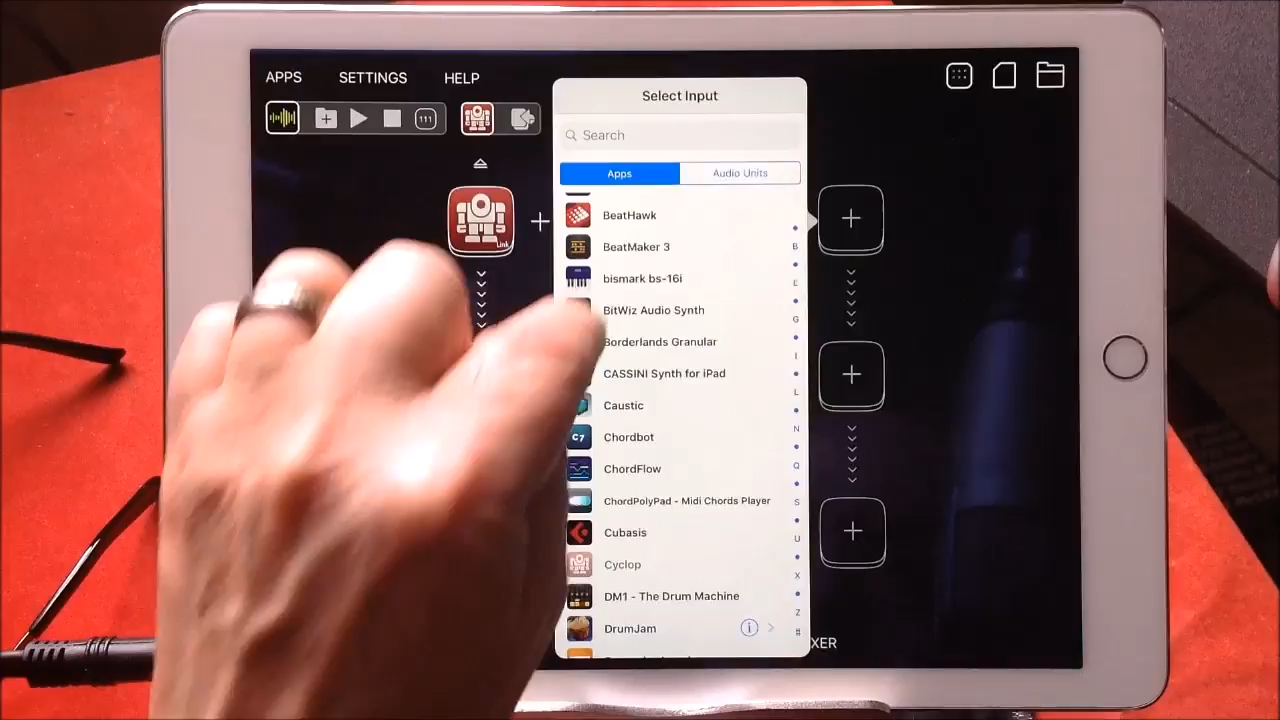 APPS SETTINGS HELP
111
Link
Select Input
Search
Apps Audio Units
BeatHawk
BeatMaker 3
bismark bs-16i
BitWiz Audio Synth
Borderlands Granular
CASSINI Synth for iPad
Caustic
C7 Chordbot
ChordFlow
ChordPolyPad - Midi Chords Player
Cubasis
Cyclop
DM1 - The Drum Machine
DrumJam
B
E
G
I
L
N
Q
S
U
X
Z
#
XER